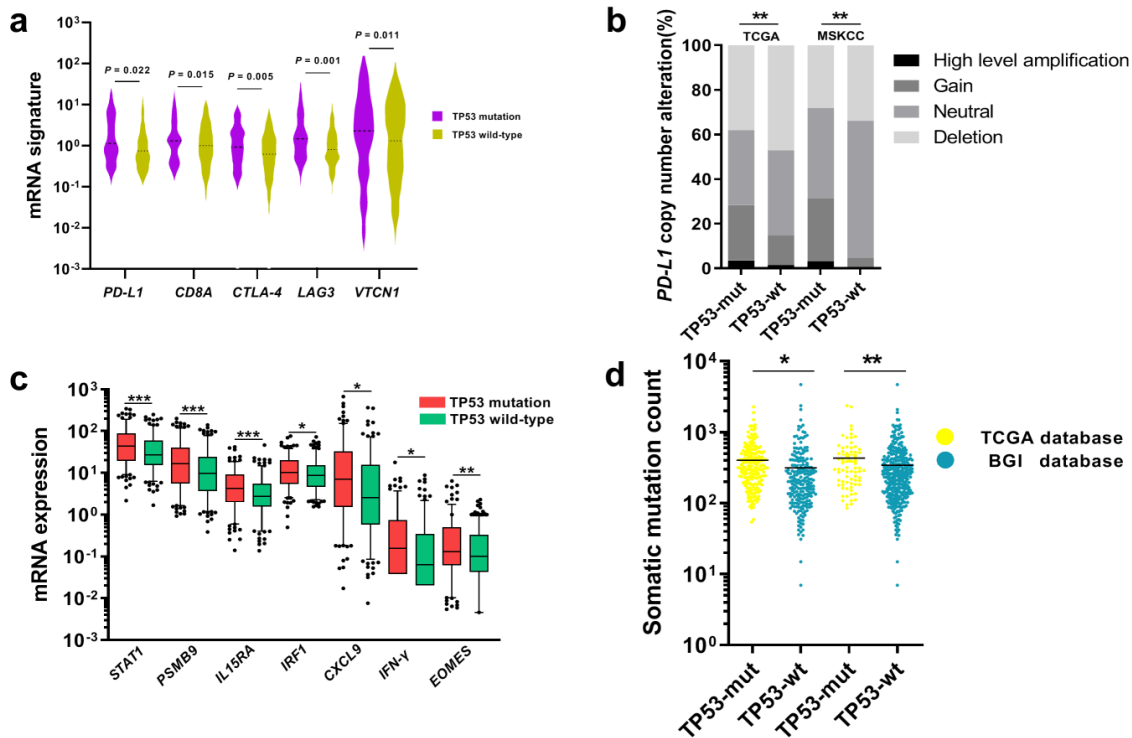 a
mRNA signature
10³
10²
10¹
10⁰
10⁻¹
10⁻²
10⁻³
P = 0.022
P = 0.015
P = 0.005
P = 0.001
P = 0.011
TP53 mutation
TP53 wild-type
PD-L1 CD8A CTLA-4 LAG3 VTCN1
b
PD-L1 copy number alteration(%)
100
80
60
40
20
0
** **
TCGA MSKCC
High level amplification
Gain
Neutral
Deletion
TP53-mut TP53-wt TP53-mut TP53-wt
c
mRNA expression
10³
10²
10¹
10⁰
10⁻¹
10⁻²
10⁻³
*** *** *** * * * **
TP53 mutation
TP53 wild-type
STAT1 PSMB9 IL15RA IRF1 CXCL9 IFN-γ EOMES
d
Somatic mutation count
10⁴
10³
10²
10¹
10⁰
* **
TCGA database
BGI database
TP53-mut TP53-wt TP53-mut TP53-wt